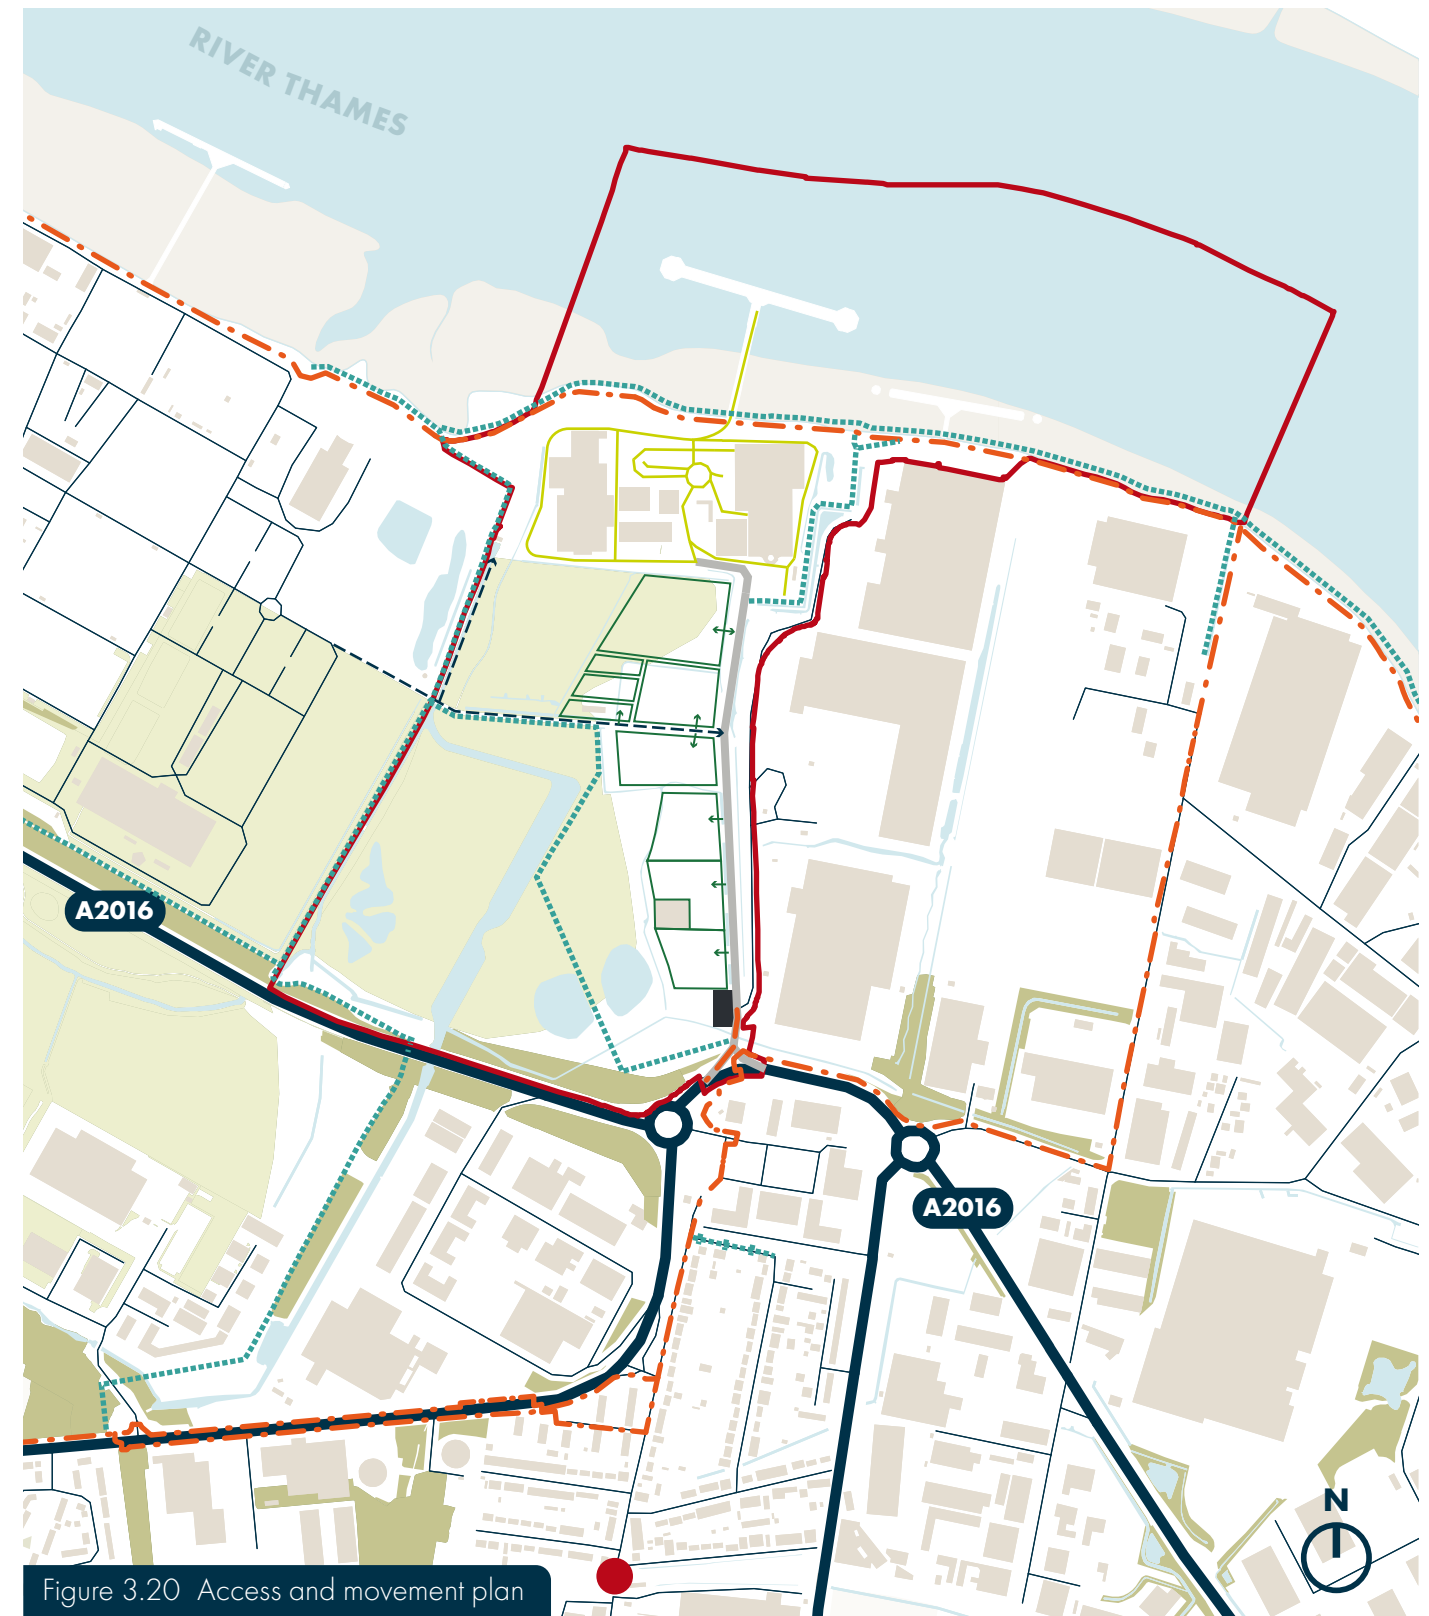 RIVER THAMES
A2016
A2016
N
Figure 3.20 Access and movement plan